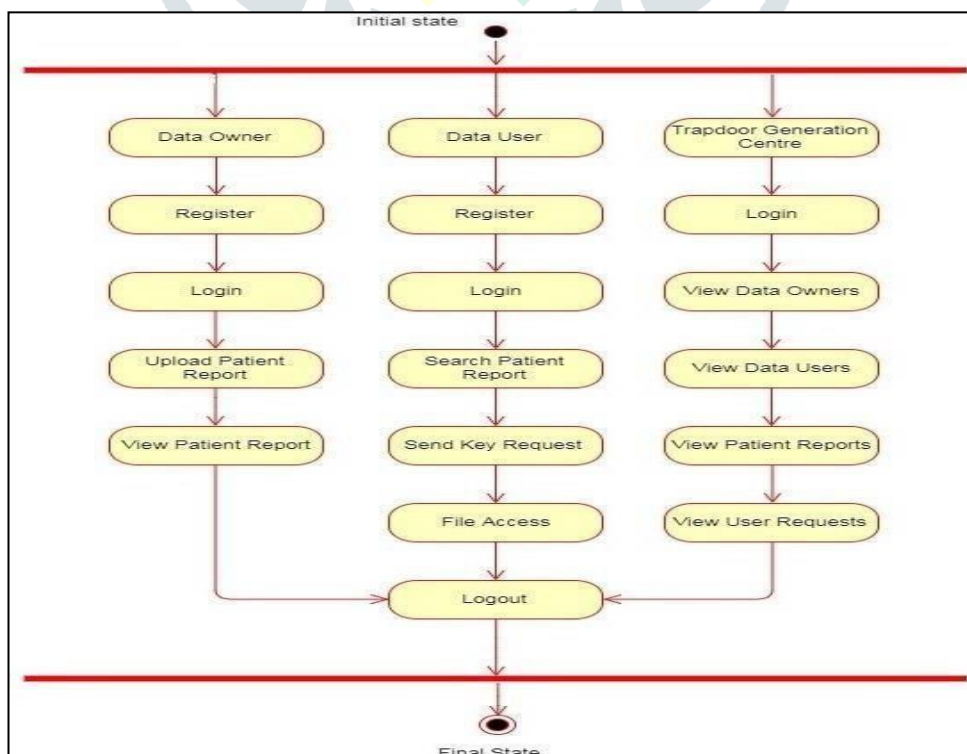 Initial state
Data Owner
Data User
Trapdoor Generation
Centre
Register
Register
Login
Login
Login
View Data Owners
Upload Patient
Report
Search Patient
Report
View Data Users
View Patient Report
Send Key Request
View Patient Reports
File Access
View User Requests
Logout
Final State